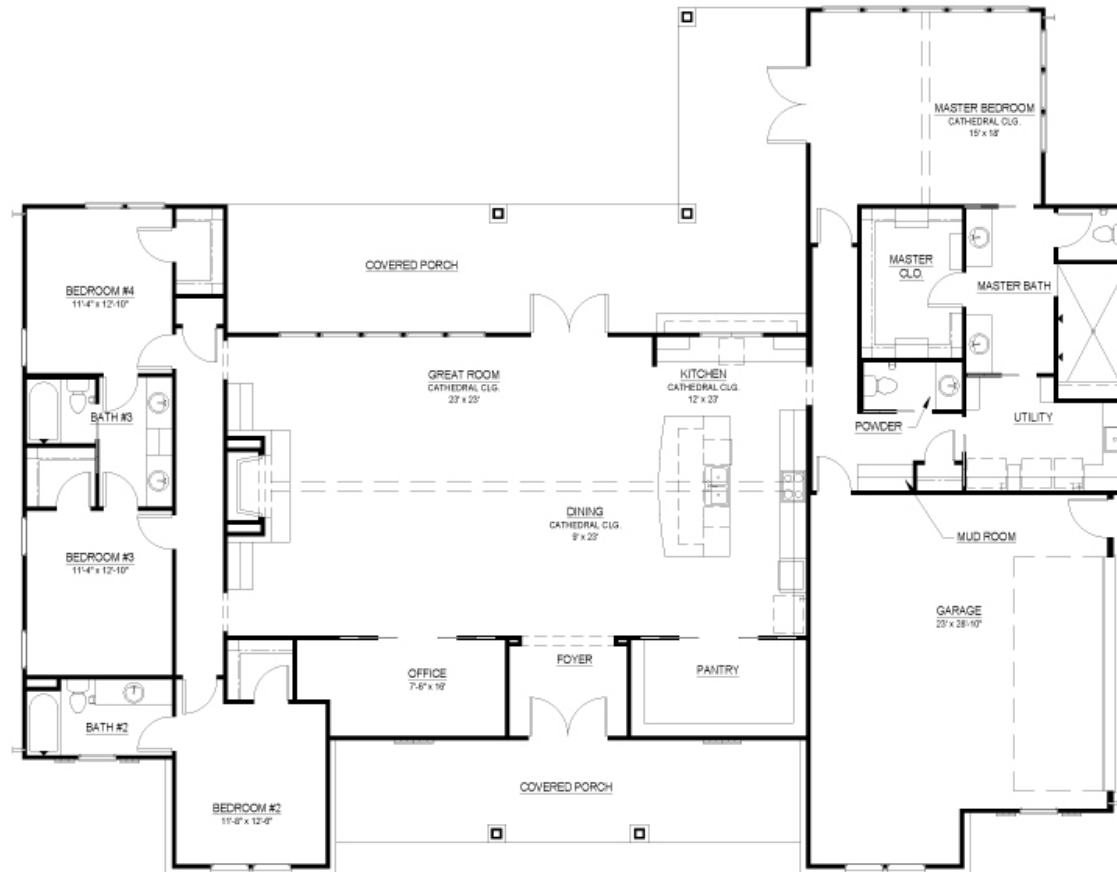 MASTER BEDROOM
CATHEDRAL CLG.
15' x 18'
COVERED PORCH
MASTER
CLO.
MASTER BATH
BEDROOM #4
11'-4" x 12'-10"
GREAT ROOM
CATHEDRAL CLG.
23' x 23'
KITCHEN
CATHEDRAL CLG.
12' x 23'
BATH #3
POWDER
UTILITY
DINING
CATHEDRAL CLG.
9' x 23'
MUD ROOM
BEDROOM #3
11'-4" x 12'-10"
GARAGE
23' x 28'-10"
OFFICE
7'-6" x 16'
FOYER
PANTRY
BATH #2
COVERED PORCH
BEDROOM #2
11'-8" x 12'-6"